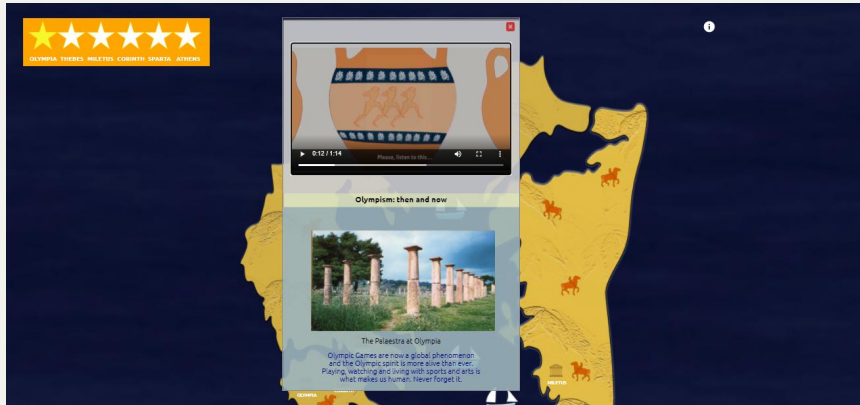 OLYMPIA THEBES MILETUS CORINTH SPARTA ATHENS
0:12 / 1:14
Please, listen to this...
Olympism: then and now
The Palaestra at Olympia
Olympic Games are now a global phenomenon
and the Olympic spirit is more alive than ever.
Playing, watching and living with sports and arts is
what makes us human. Never forget it.
MILETUS
OLYMPIA